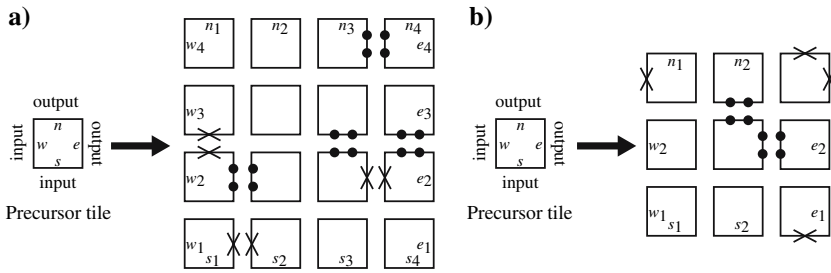 a)
n1 n2 n3 n4
w4 e4
output
w3 e3
input w n e s output
input
w2 e2
Precursor tile
w1 s1 s2 s3 s4 e1
b)
n1 n2
output
input w n e s output
input
w2 e2
Precursor tile
w1 s1 s2 e1